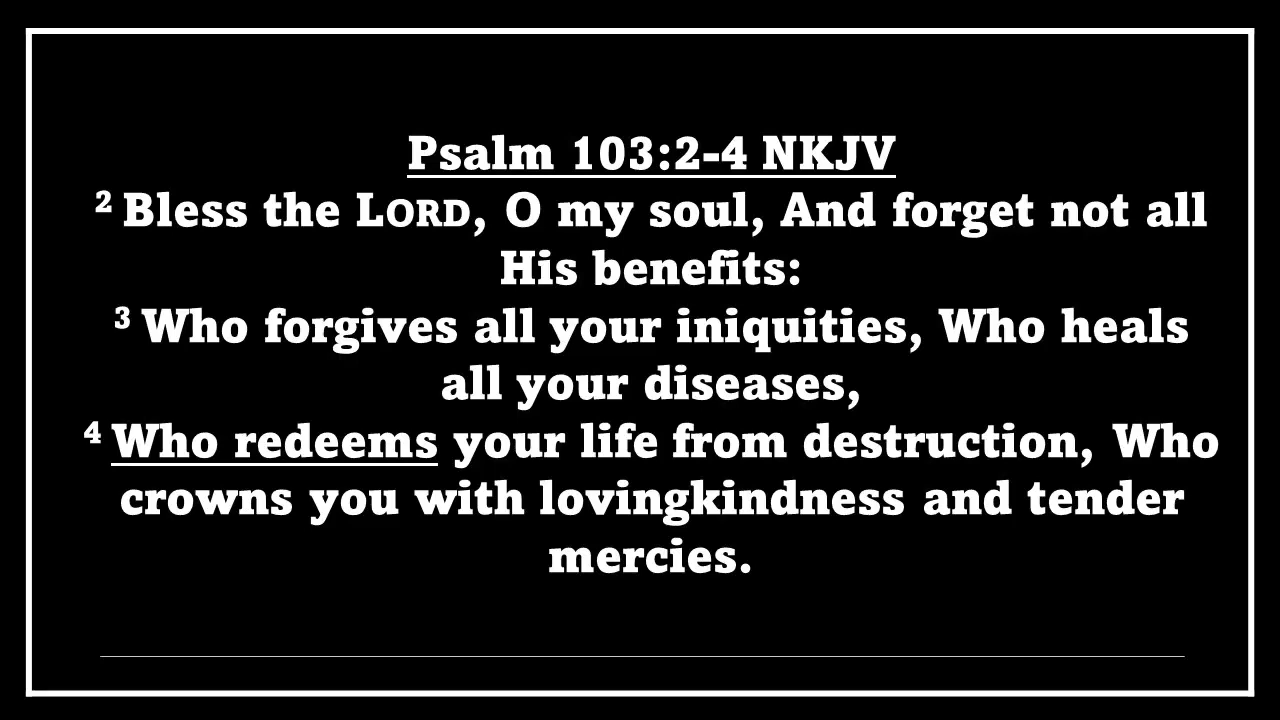 Psalm 103:2-4 NKJV
² Bless the LORD, O my soul, And forget not all
His benefits:
³ Who forgives all your iniquities, Who heals
all your diseases,
⁴ Who redeems your life from destruction, Who
crowns you with lovingkindness and tender
mercies.